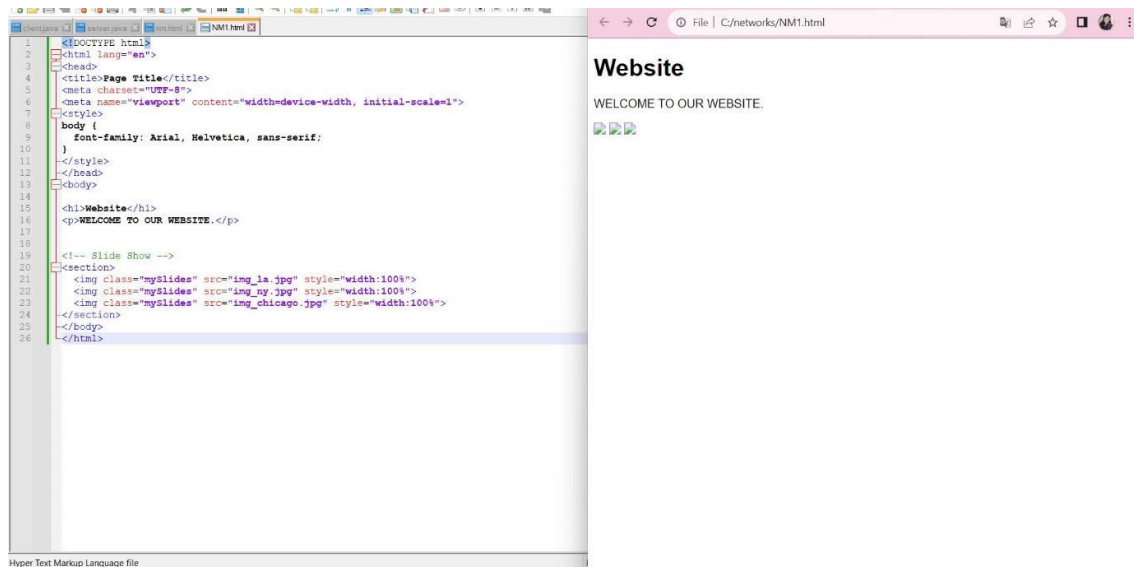 client.java server.java nm.html NM1.html
1 <!DOCTYPE html>
2 <html lang="en">
3 <head>
4 <title>Page Title</title>
5 <meta charset="UTF-8">
6 <meta name="viewport" content="width=device-width, initial-scale=1">
7 <style>
8 body {
9 font-family: Arial, Helvetica, sans-serif;
10 }
11 </style>
12 </head>
13 <body>
14
15 <h1>Website</h1>
16 <p>WELCOME TO OUR WEBSITE.</p>
17
18
19 <!-- Slide Show -->
20 <section>
21 <img class="mySlides" src="img_la.jpg" style="width:100%">
22 <img class="mySlides" src="img_ny.jpg" style="width:100%">
23 <img class="mySlides" src="img_chicago.jpg" style="width:100%">
24 </section>
25 </body>
26 </html>
Hyper Text Markup Language file
File | C:/networks/NM1.html
Website
WELCOME TO OUR WEBSITE.